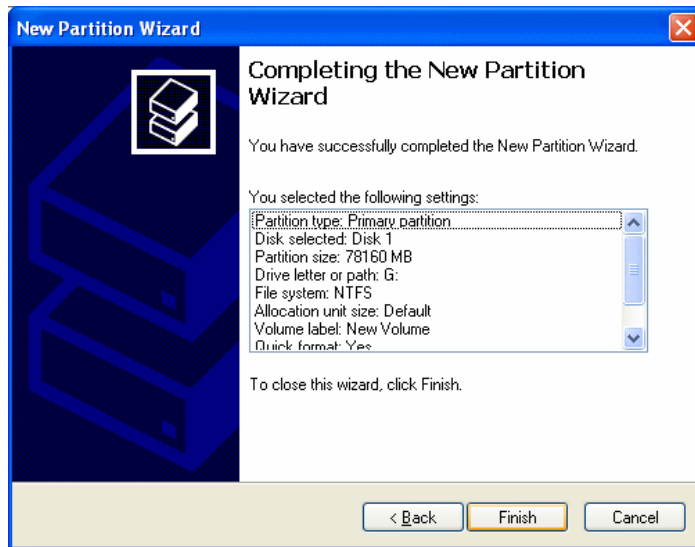 New Partition Wizard
Completing the New Partition
Wizard
You have successfully completed the New Partition Wizard.
You selected the following settings:
Partition type: Primary partition
Disk selected: Disk 1
Partition size: 78160 MB
Drive letter or path: G:
File system: NTFS
Allocation unit size: Default
Volume label: New Volume
Quick format: Yes
To close this wizard, click Finish.
< Back
Finish
Cancel